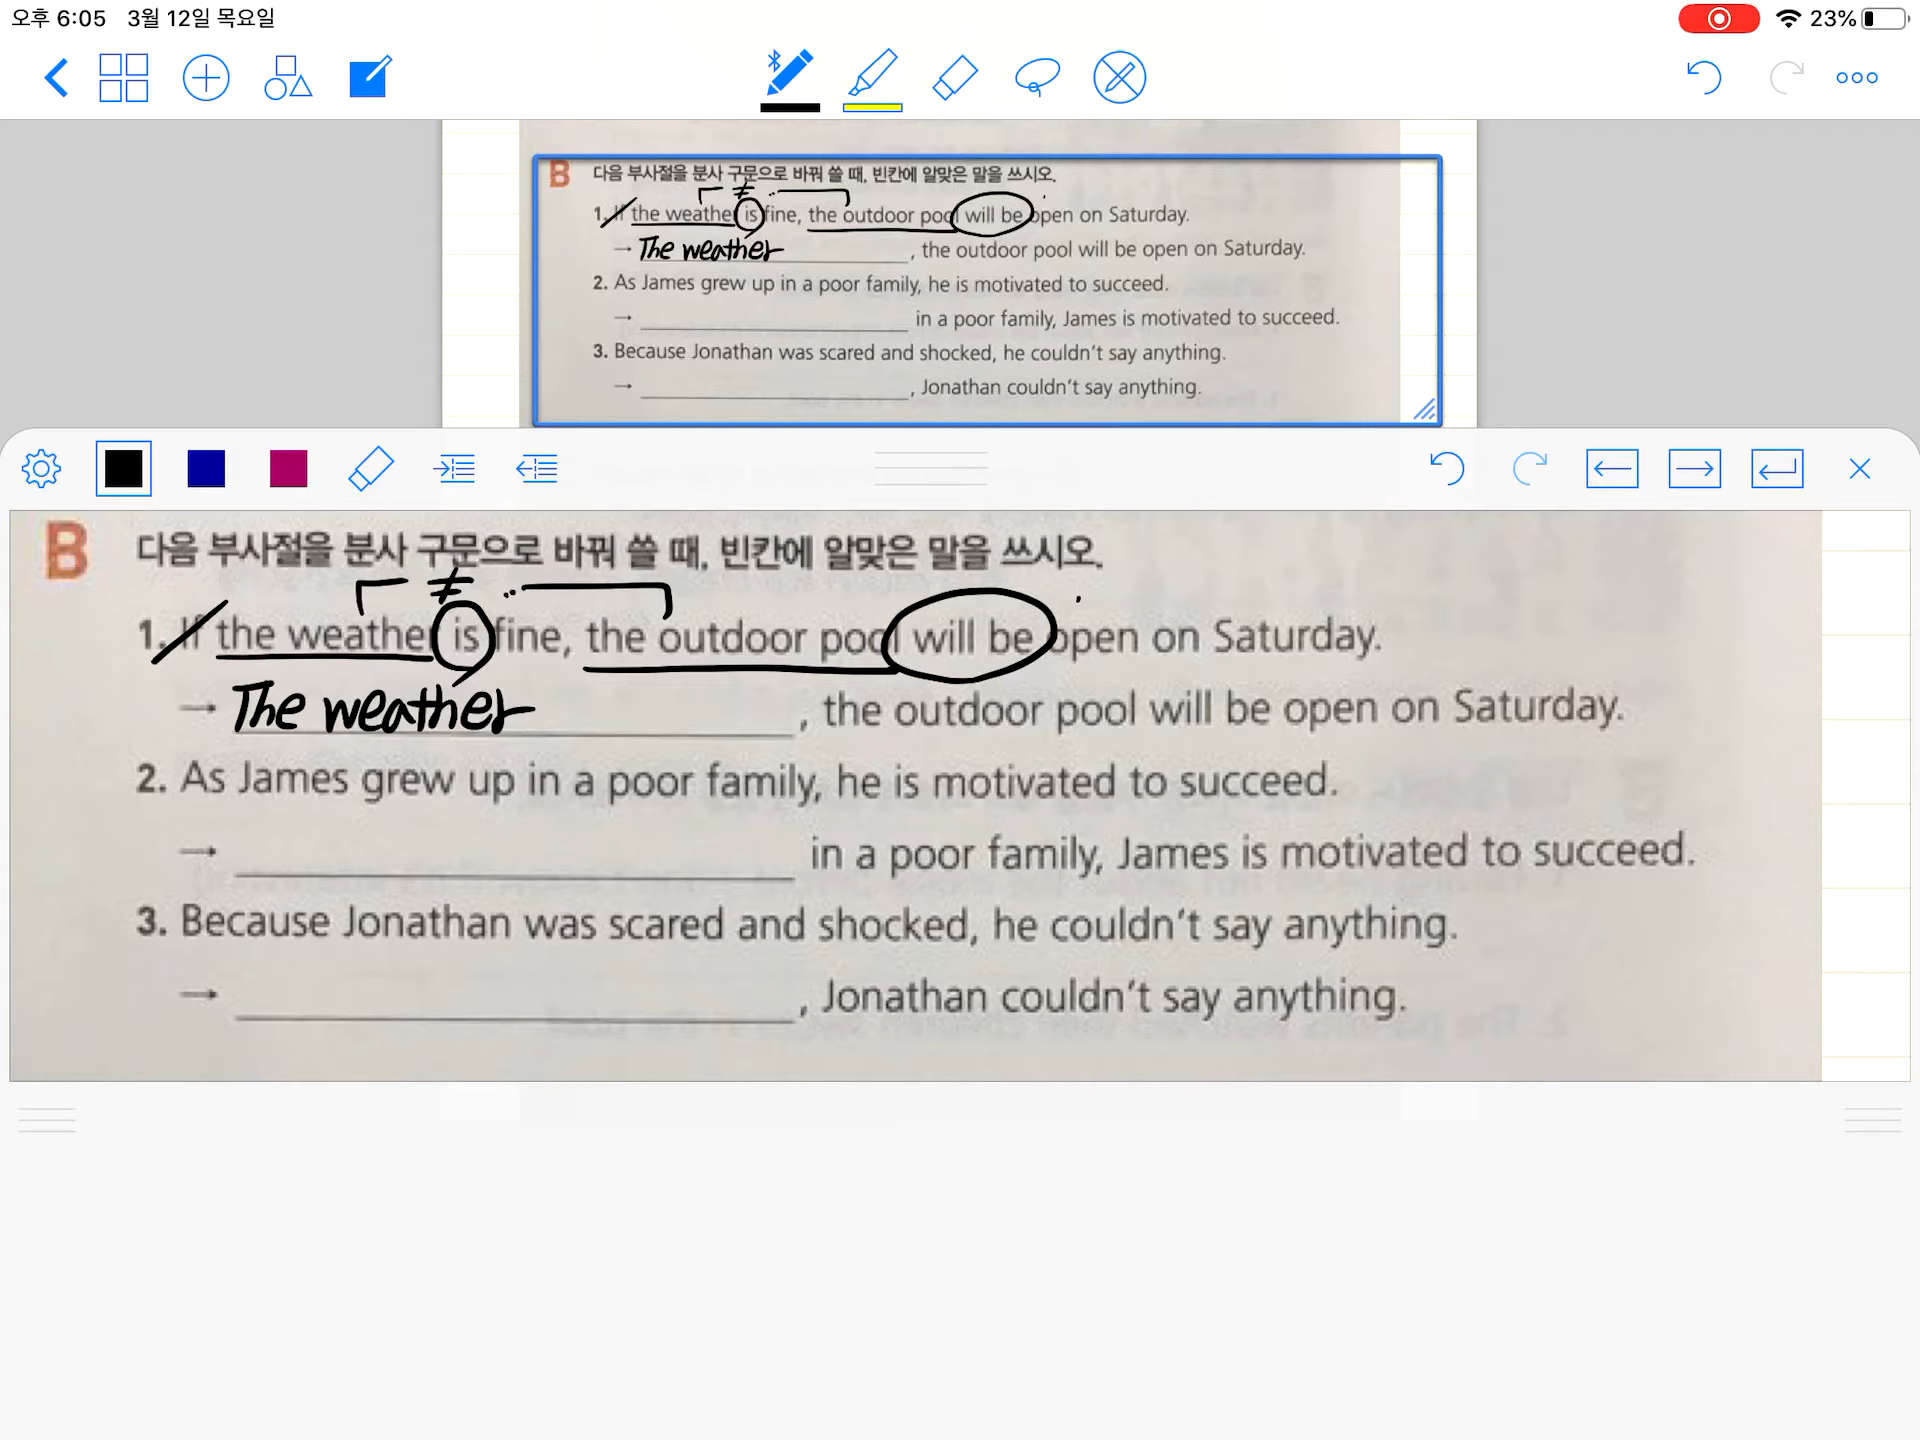 오후 6:05 3월 12일 목요일
23%
B 다음 부사절을 분사 구문으로 바꿔 쓸 때, 빈칸에 알맞은 말을 쓰시오.
≠
1. If the weather is fine, the outdoor pool will be open on Saturday.
→ The weather , the outdoor pool will be open on Saturday.
2. As James grew up in a poor family, he is motivated to succeed.
→ in a poor family, James is motivated to succeed.
3. Because Jonathan was scared and shocked, he couldn't say anything.
→ , Jonathan couldn't say anything.
B 다음 부사절을 분사 구문으로 바꿔 쓸 때, 빈칸에 알맞은 말을 쓰시오.
≠
1. If the weather is fine, the outdoor pool will be open on Saturday.
→ The weather , the outdoor pool will be open on Saturday.
2. As James grew up in a poor family, he is motivated to succeed.
→ in a poor family, James is motivated to succeed.
3. Because Jonathan was scared and shocked, he couldn't say anything.
→ , Jonathan couldn't say anything.